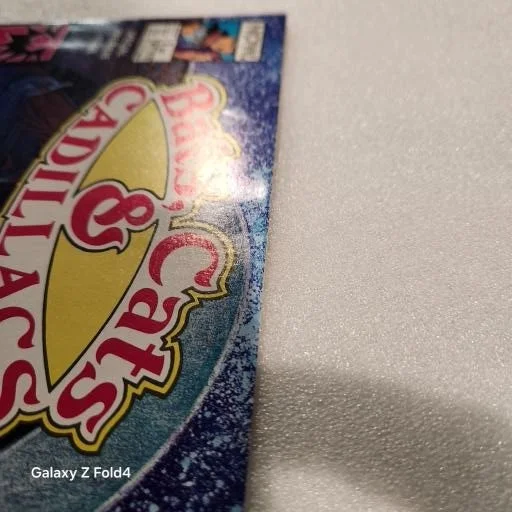 Bats,
Cats
&
CADILLACS
Galaxy Z Fold4